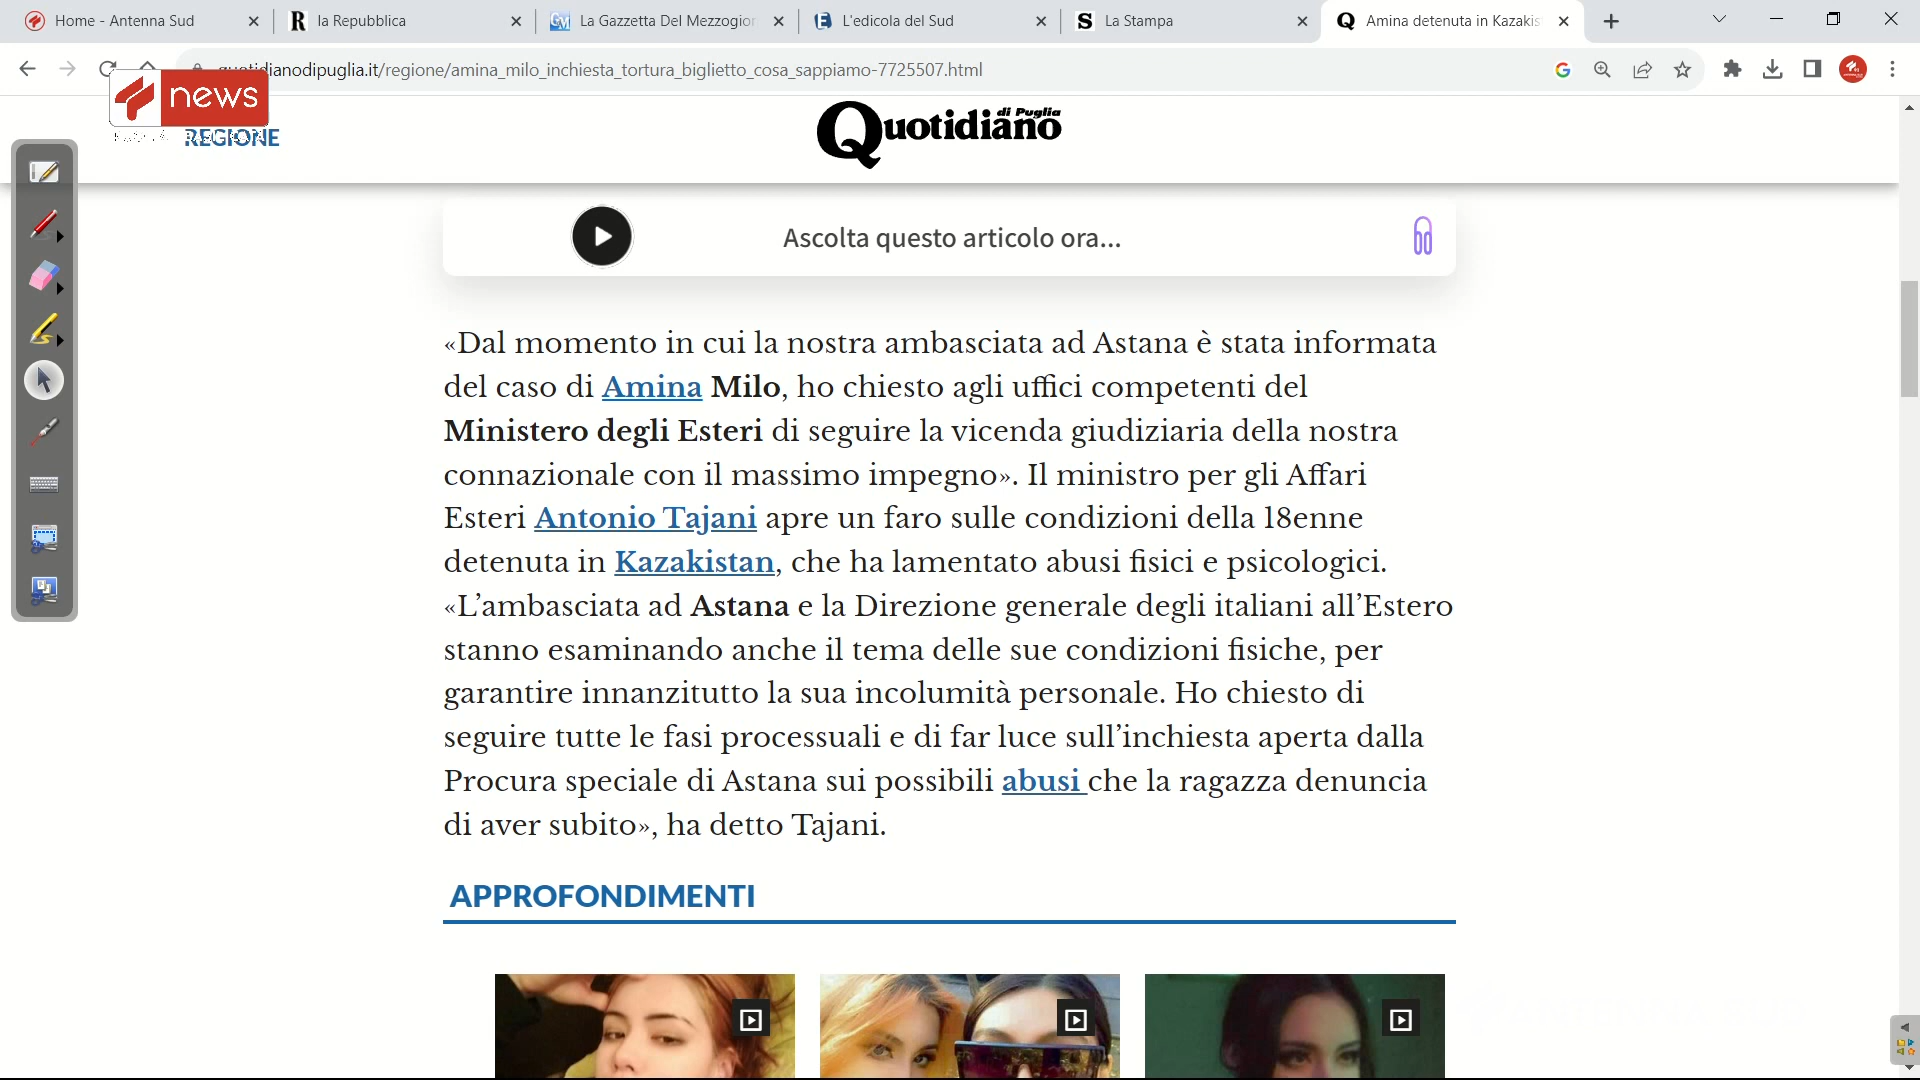 Home - Antenna Sud
la Repubblica
La Gazzetta Del Mezzogior
L'edicola del Sud
La Stampa
Amina detenuta in Kazakis
quotidianodipuglia.it/regione/amina_milo_inchiesta_tortura_biglietto_cosa_sappiamo-7725507.html
news
REGIONE
Quotidiano
di Puglia
Ascolta questo articolo ora...
«Dal momento in cui la nostra ambasciata ad Astana è stata informata
del caso di Amina Milo, ho chiesto agli uffici competenti del
Ministero degli Esteri di seguire la vicenda giudiziaria della nostra
connazionale con il massimo impegno». Il ministro per gli Affari
Esteri Antonio Tajani apre un faro sulle condizioni della 18enne
detenuta in Kazakistan, che ha lamentato abusi fisici e psicologici.
«L’ambasciata ad Astana e la Direzione generale degli italiani all’Estero
stanno esaminando anche il tema delle sue condizioni fisiche, per
garantire innanzitutto la sua incolumità personale. Ho chiesto di
seguire tutte le fasi processuali e di far luce sull’inchiesta aperta dalla
Procura speciale di Astana sui possibili abusi che la ragazza denuncia
di aver subito», ha detto Tajani.
APPROFONDIMENTI